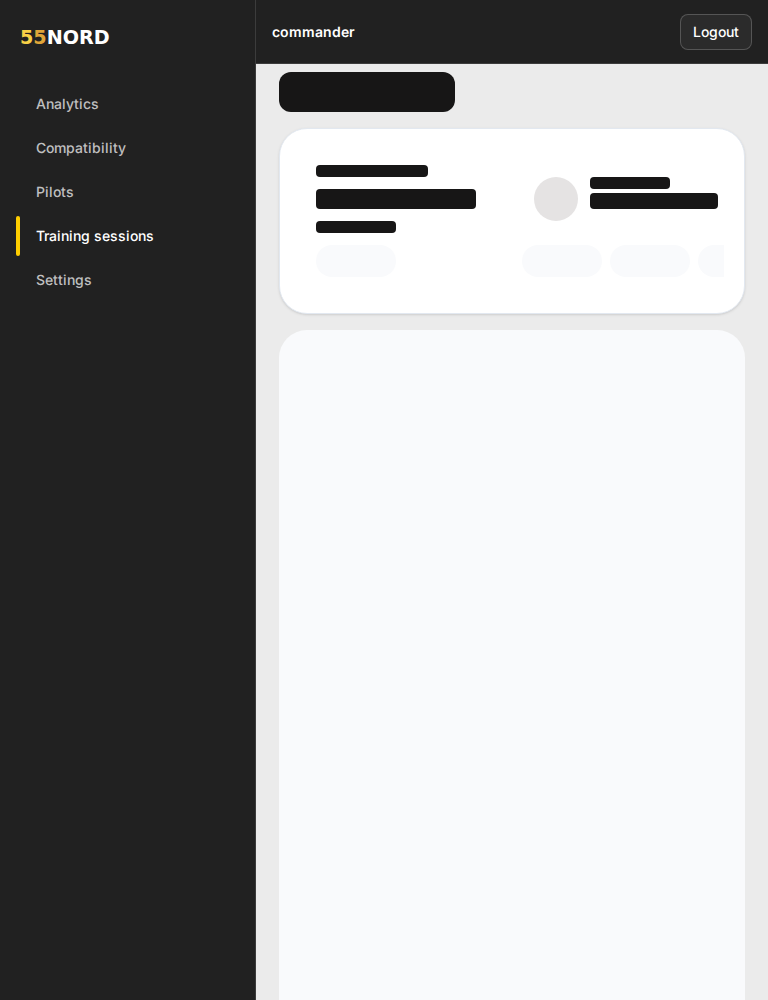 55NORD
commander
Logout
Analytics
Compatibility
Pilots
Training sessions
Settings